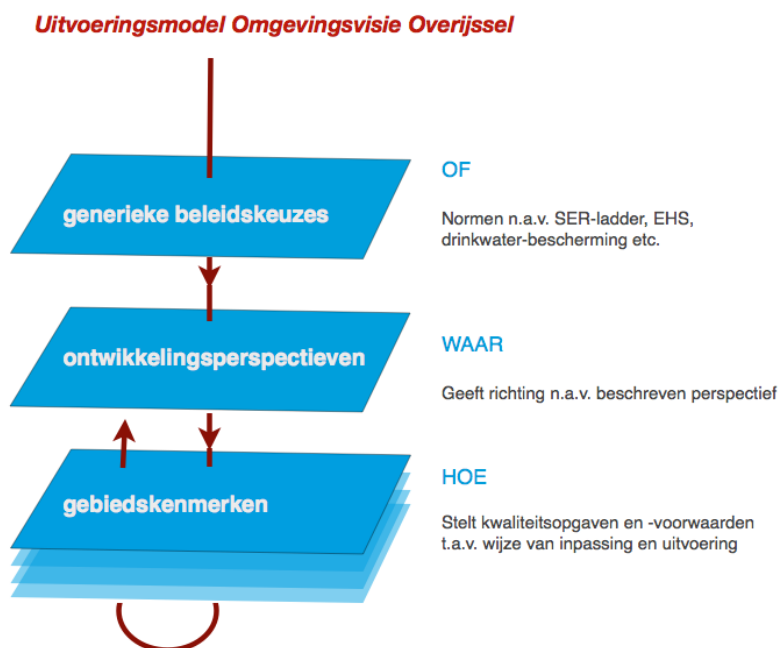 Uitvoeringsmodel Omgevingsvisie Overijssel
generieke beleidskeuzes
OF
Normen n.a.v. SER-ladder, EHS,
drinkwater-bescherming etc.
ontwikkelingsperspectieven
WAAR
Geeft richting n.a.v. beschreven perspectief
gebiedskenmerken
HOE
Stelt kwaliteitsopgaven en -voorwaarden
t.a.v. wijze van inpassing en uitvoering